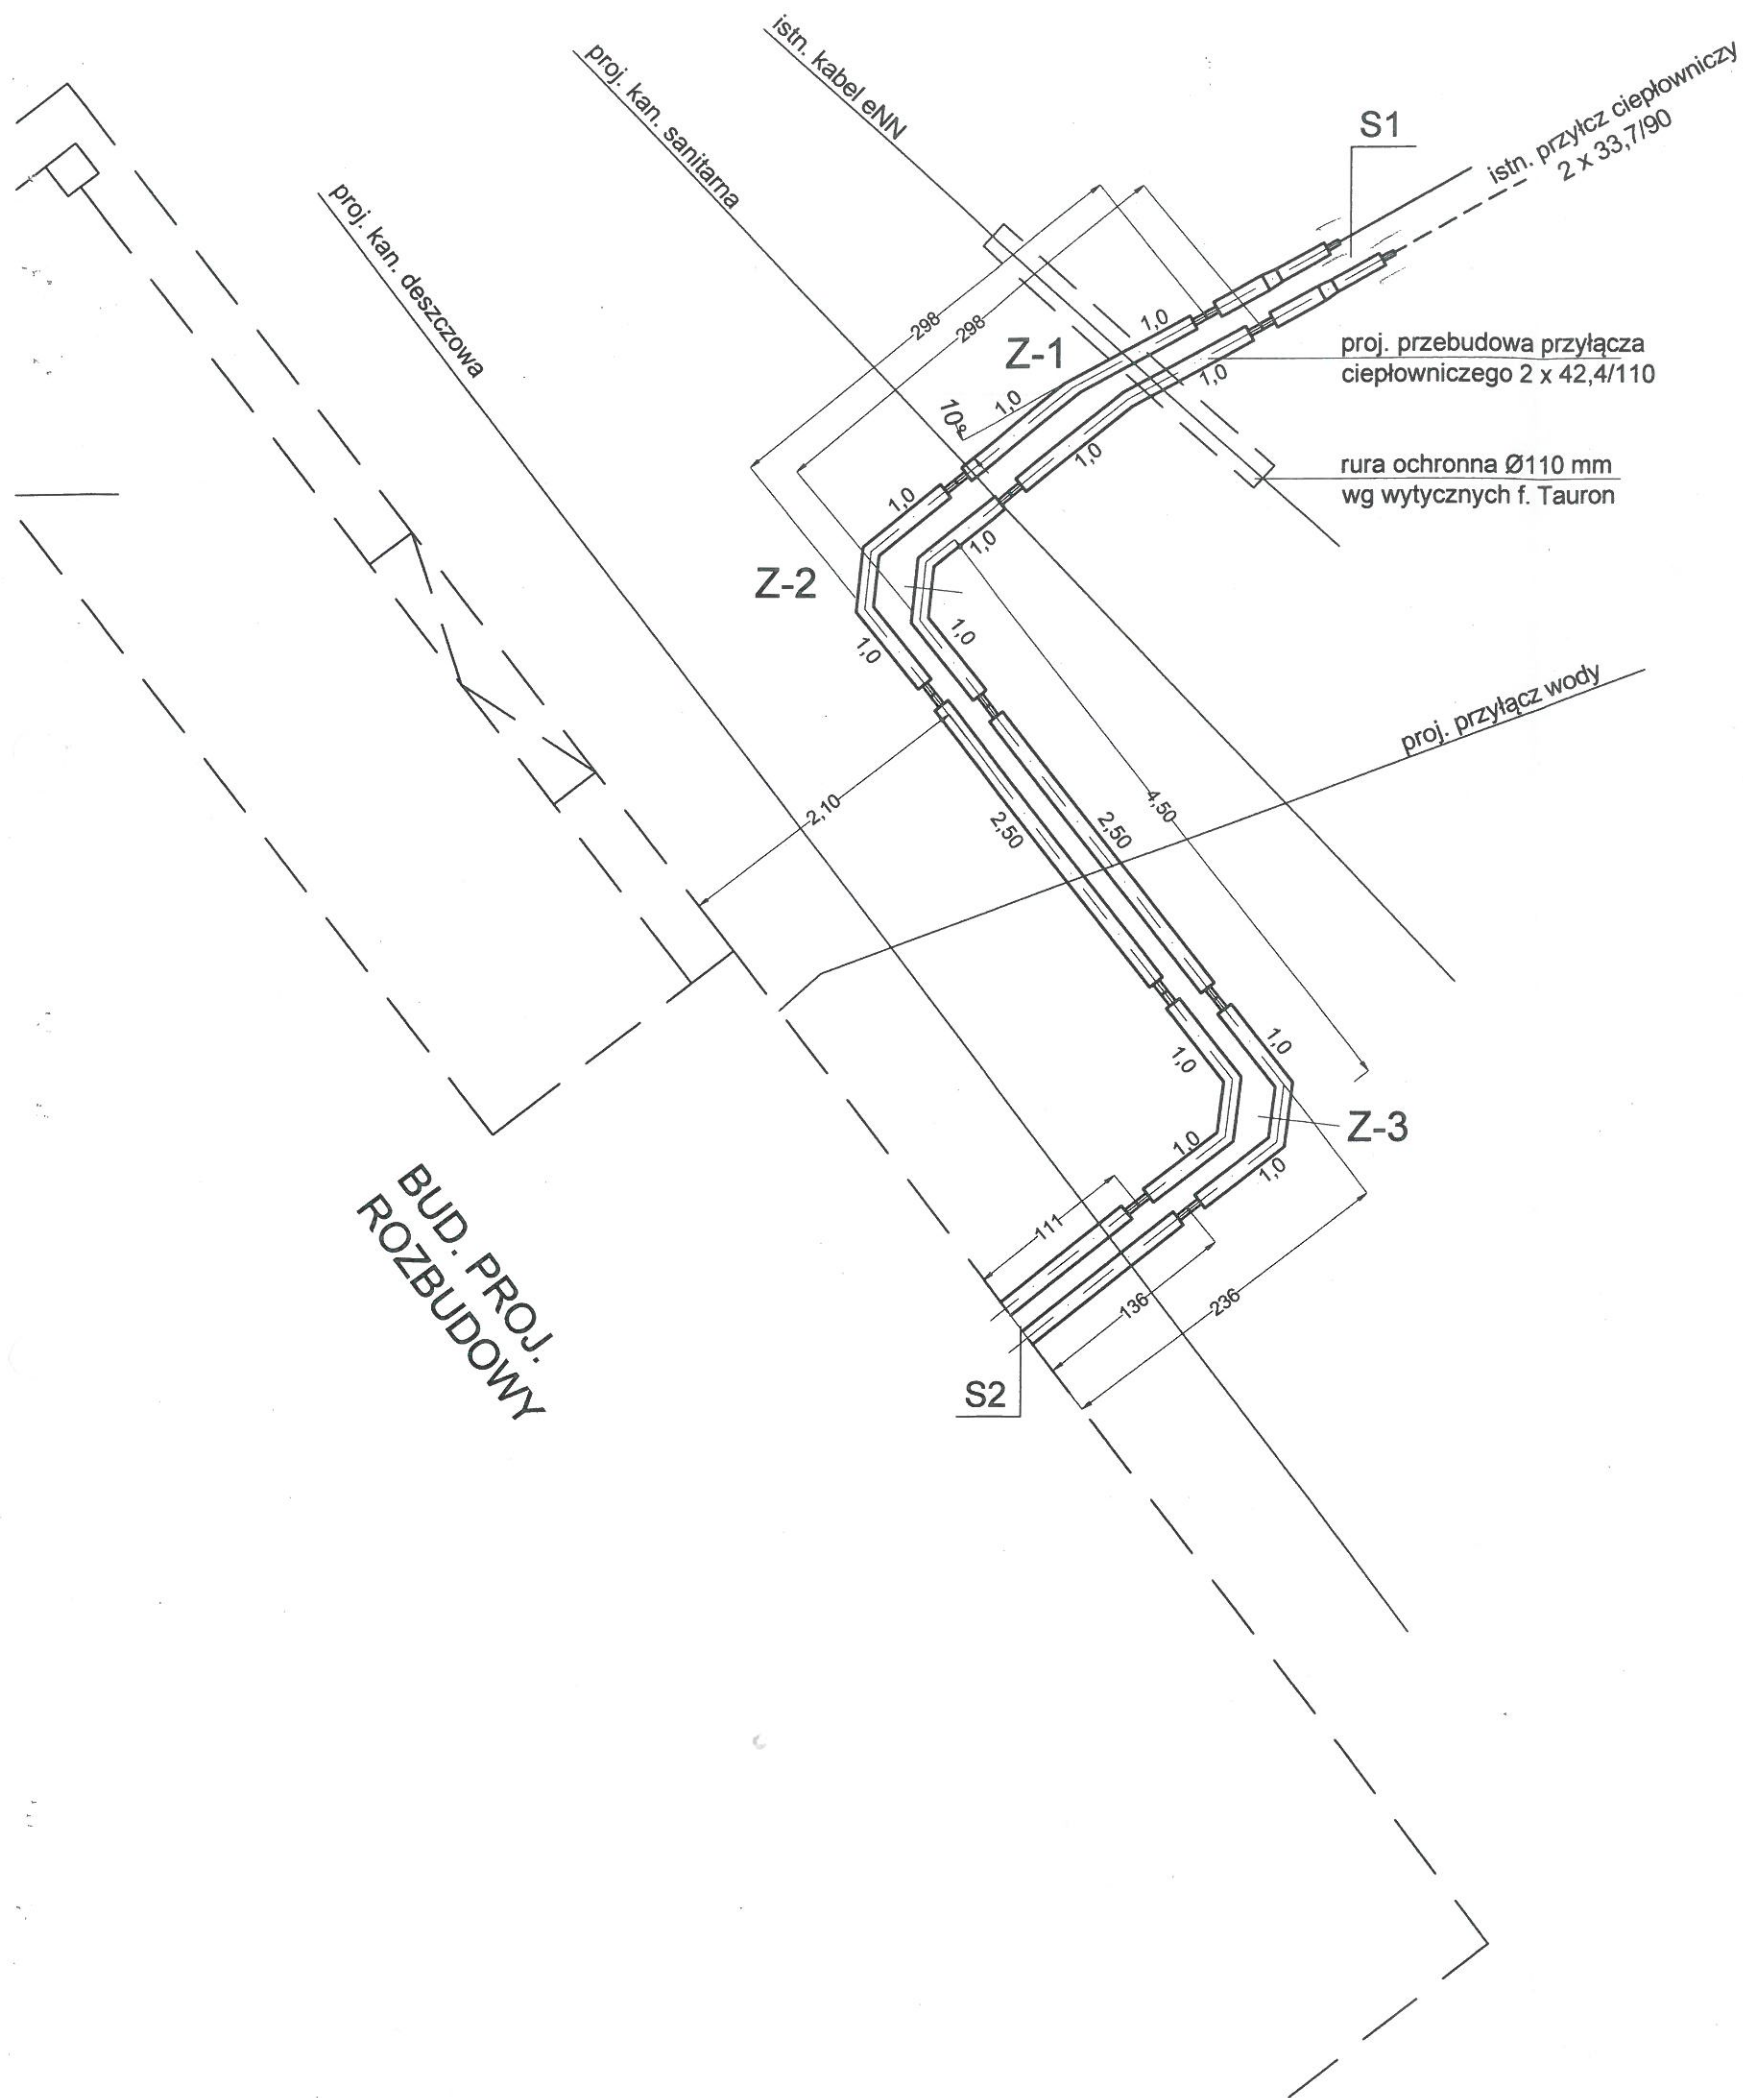 istn. kabel eNN
proj. kan. sanitarna
proj. kan. deszczowa
S1
istn. przyłcz ciepłowniczy
2 x 33,7/90
298
298
1,0
Z-1
proj. przebudowa przyłącza
ciepłowniczego 2 x 42,4/110
1,0
1,0
10°
1,0
rura ochronna Ø110 mm
wg wytycznych f. Tauron
1,0
1,0
Z-2
1,0
1,0
proj. przyłącz wody
2,10
2,50
2,50
4,50
1,0
1,0
Z-3
1,0
1,0
111
136
236
S2
BUD. PROJ.
ROZBUDOWY